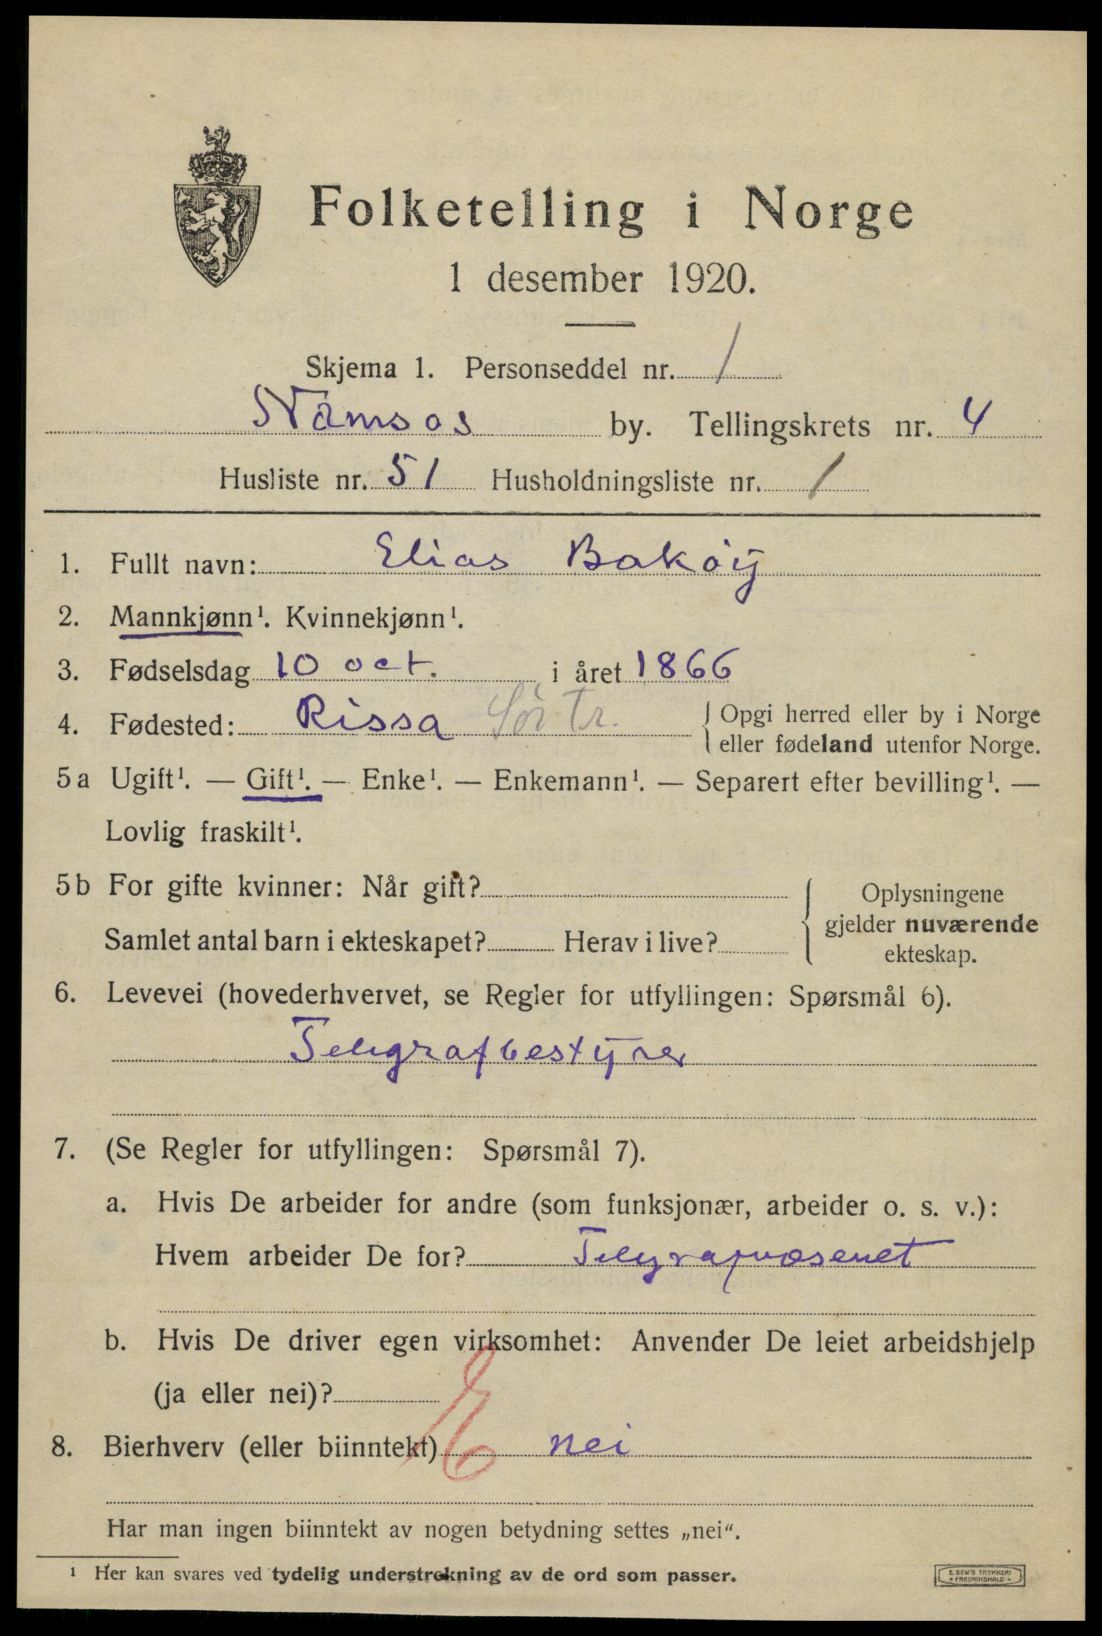 Folketelling i Norge
1 desember 1920.
Skjema 1. Personseddel nr. 1
Namsos by. Tellingskrets nr. 4
Husliste nr. 51 Husholdningsliste nr. 1
1. Fullt navn: Elias Bakøy
2. Mannkjønn¹. Kvinnekjønn¹.
3. Fødselsdag 10 oct. i året 1866
4. Fødested: Rissa Sør Tr. { Opgi herred eller by i Norge
eller fødeland utenfor Norge.
5a Ugift¹. — Gift¹. — Enke¹. — Enkemann¹. — Separert efter bevilling¹. —
Lovlig fraskilt¹.
5b For gifte kvinner: Når gift?
Samlet antal barn i ekteskapet? Herav i live?
{ Oplysningene
gjelder nuværende
ekteskap.
6. Levevei (hovederhvervet, se Regler for utfyllingen: Spørsmål 6).
Telegrafbestyrer
7. (Se Regler for utfyllingen: Spørsmål 7).
a. Hvis De arbeider for andre (som funksjonær, arbeider o. s. v.):
Hvem arbeider De for? Telegrafvæsenet
b. Hvis De driver egen virksomhet: Anvender De leiet arbeidshjelp
(ja eller nei)?
E
8. Bierhverv (eller biinntekt) nei
Har man ingen biinntekt av nogen betydning settes „nei".
¹ Her kan svares ved tydelig understrekning av de ord som passer.
E. SEM'S TRYKKERI
FREDRIKSHALD